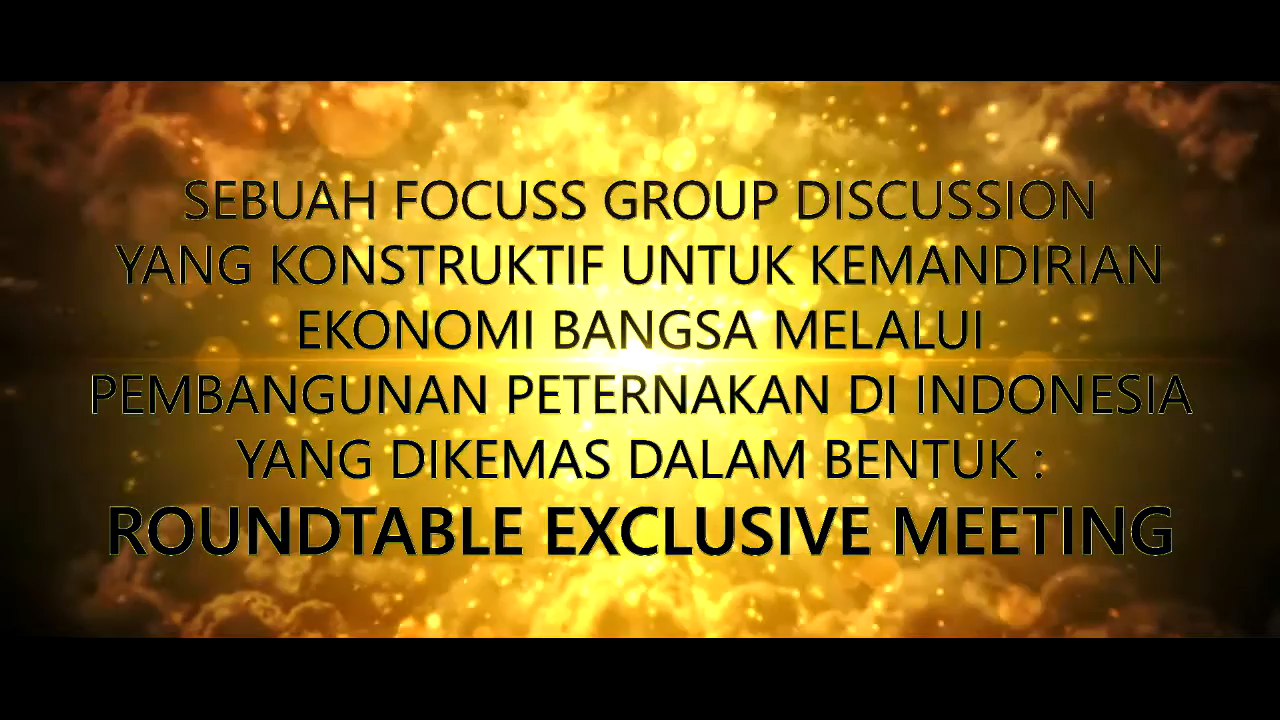 SEBUAH FOCUSS GROUP DISCUSSION
YANG KONSTRUKTIF UNTUK KEMANDIRIAN
EKONOMI BANGSA MELALUI
PEMBANGUNAN PETERNAKAN DI INDONESIA
YANG DIKEMAS DALAM BENTUK :
ROUNDTABLE EXCLUSIVE MEETING